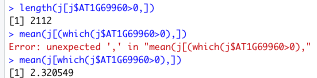 > length(j[j$AT1G69960>0,])
[1] 2112
> mean(j[(which(j$AT1G69960>0),])
Error: unexpected ',' in "mean(j[(which(j$AT1G69960>0),"
> mean(j[which(j$AT1G69960>0),])
[1] 2.320549